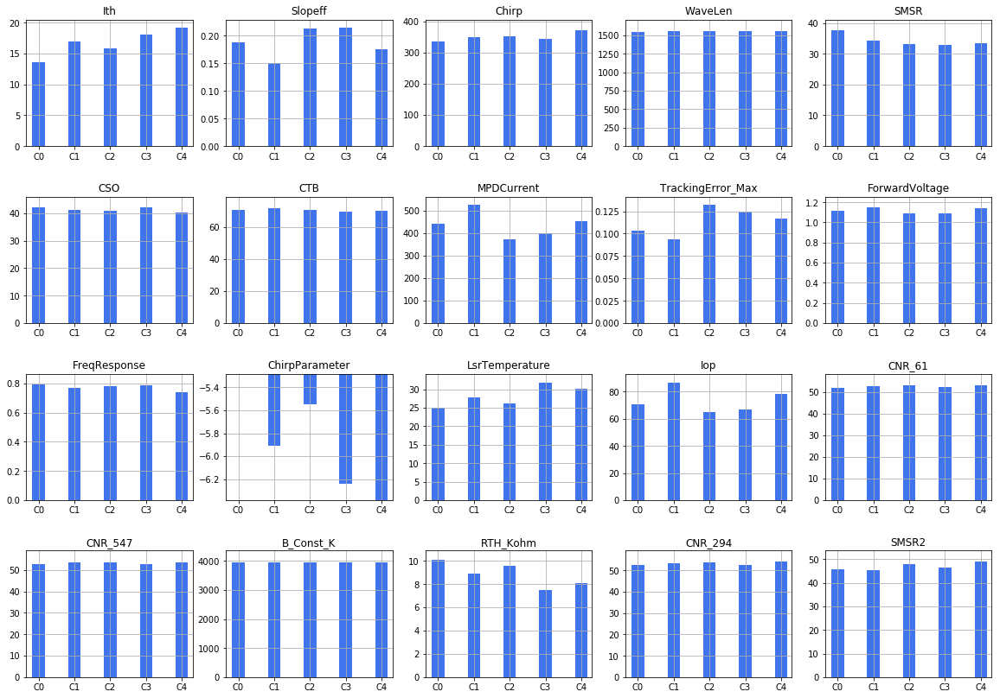 Ith
20
15
10
5
0
C0 C1 C2 C3 C4
Slopeff
0.20
0.15
0.10
0.05
0.00
C0 C1 C2 C3 C4
Chirp
400
300
200
100
0
C0 C1 C2 C3 C4
WaveLen
1500
1250
1000
750
500
250
0
C0 C1 C2 C3 C4
SMSR
40
30
20
10
0
C0 C1 C2 C3 C4
CSO
40
30
20
10
0
C0 C1 C2 C3 C4
CTB
60
40
20
0
C0 C1 C2 C3 C4
MPDCurrent
500
400
300
200
100
0
C0 C1 C2 C3 C4
TrackingError_Max
0.125
0.100
0.075
0.050
0.025
0.000
C0 C1 C2 C3 C4
ForwardVoltage
1.2
1.0
0.8
0.6
0.4
0.2
0.0
C0 C1 C2 C3 C4
FreqResponse
0.8
0.6
0.4
0.2
0.0
C0 C1 C2 C3 C4
ChirpParameter
−5.4
−5.6
−5.8
−6.0
−6.2
C0 C1 C2 C3 C4
LsrTemperature
30
25
20
15
10
5
0
C0 C1 C2 C3 C4
Iop
80
60
40
20
0
C0 C1 C2 C3 C4
CNR_61
50
40
30
20
10
0
C0 C1 C2 C3 C4
CNR_547
50
40
30
20
10
0
C0 C1 C2 C3 C4
B_Const_K
4000
3000
2000
1000
0
C0 C1 C2 C3 C4
RTH_Kohm
10
8
6
4
2
0
C0 C1 C2 C3 C4
CNR_294
50
40
30
20
10
0
C0 C1 C2 C3 C4
SMSR2
50
40
30
20
10
0
C0 C1 C2 C3 C4